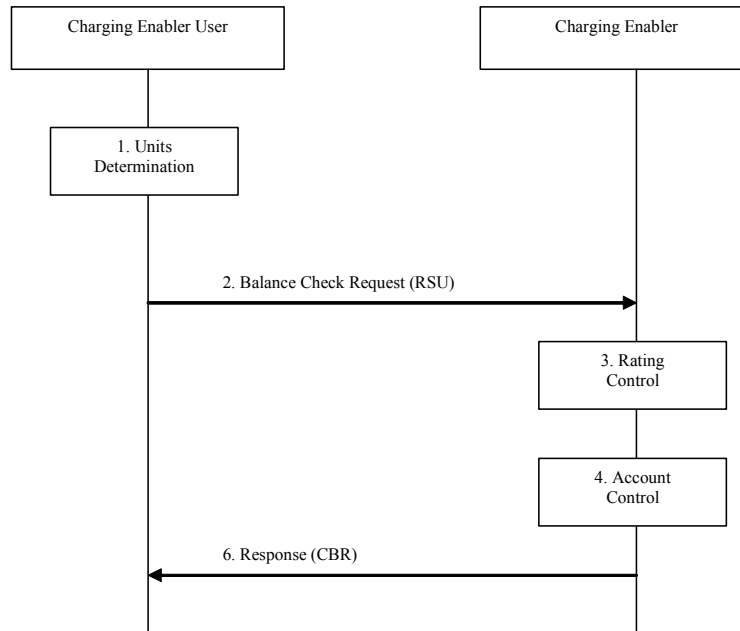 Charging Enabler User
Charging Enabler
1. Units
Determination
2. Balance Check Request (RSU)
3. Rating
Control
4. Account
Control
6. Response (CBR)